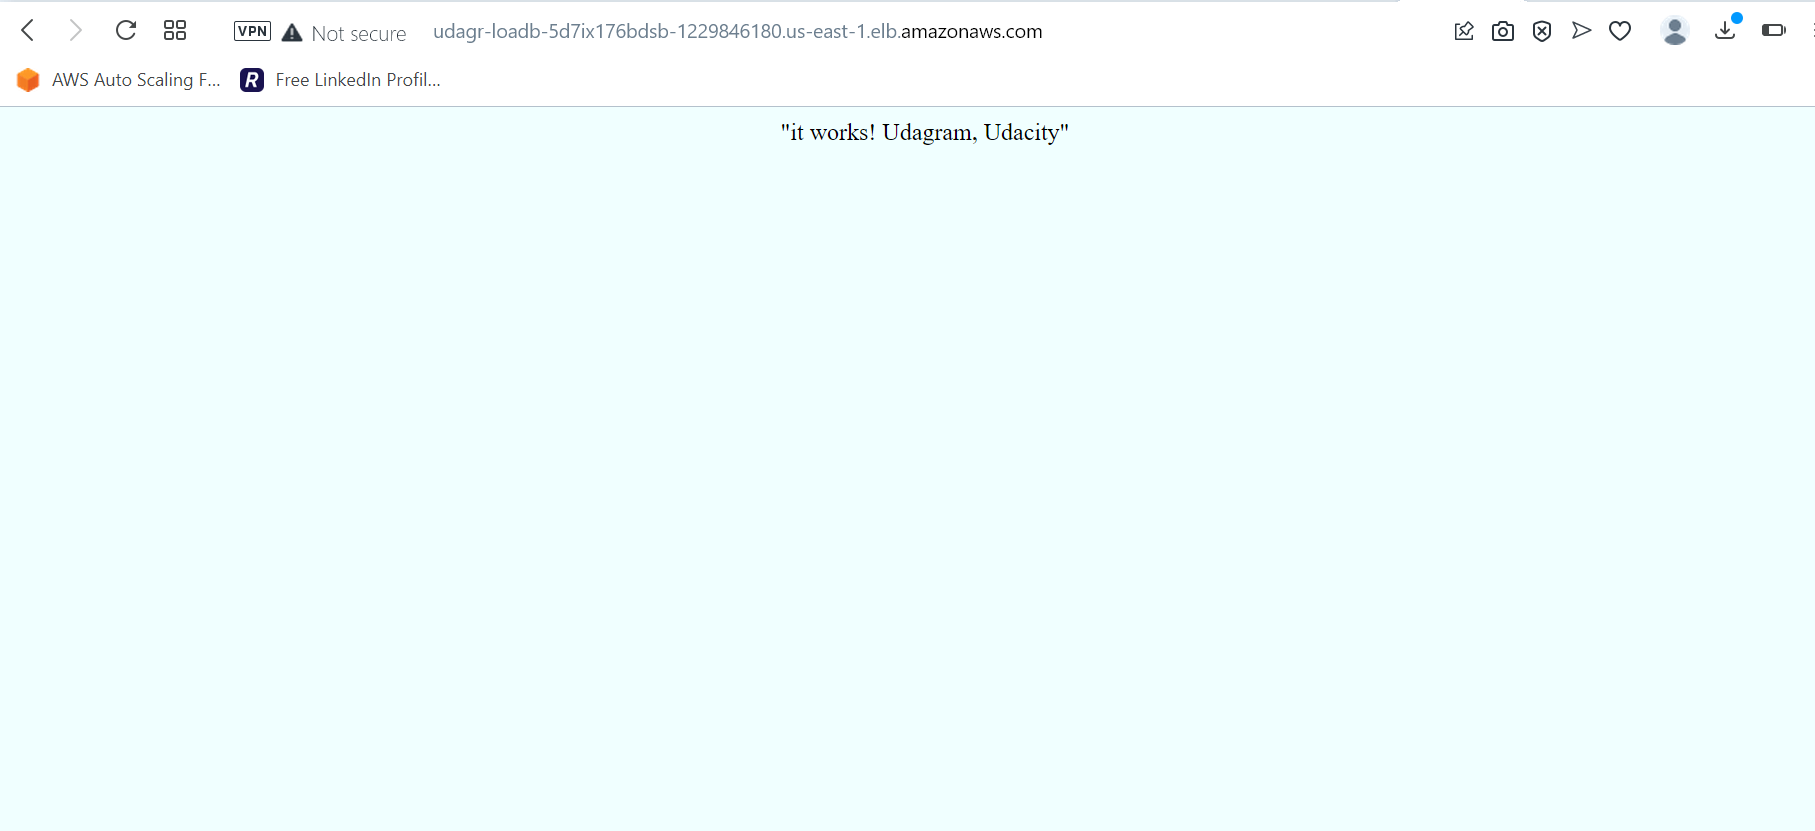 VPN Not secure udagr-loadb-5d7ix176bdsb-1229846180.us-east-1.elb.amazonaws.com
AWS Auto Scaling F... R Free LinkedIn Profil...
"it works! Udagram, Udacity"